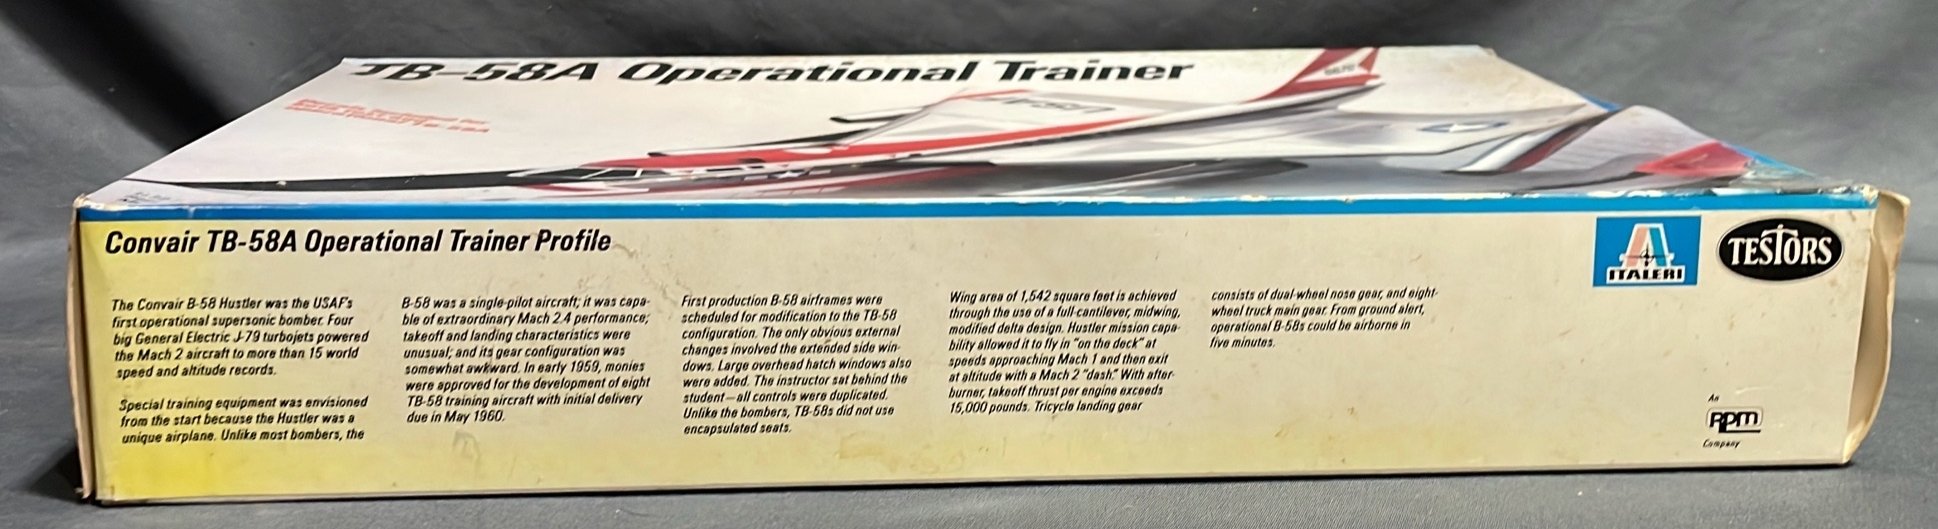 TB-58A Operational Trainer
Convair TB-58A Operational Trainer Profile
The Convair B-58 Hustler was the USAF's
first operational supersonic bomber. Four
big General Electric J-79 turbojets powered
the Mach 2 aircraft to more than 15 world
speed and altitude records.
Special training equipment was envisioned
from the start because the Hustler was a
unique airplane. Unlike most bombers, the
B-58 was a single-pilot aircraft; it was capa-
ble of extraordinary Mach 2.4 performance;
takeoff and landing characteristics were
unusual; and its gear configuration was
somewhat awkward. In early 1959, monies
were approved for the development of eight
TB-58 training aircraft with initial delivery
due in May 1960.
First production B-58 airframes were
scheduled for modification to the TB-58
configuration. The only obvious external
changes involved the extended side win-
dows. Large overhead hatch windows also
were added. The instructor sat behind the
student—all controls were duplicated.
Unlike the bombers, TB-58s did not use
encapsulated seats.
Wing area of 1,542 square feet is achieved
through the use of a full-cantilever, midwing,
modified delta design. Hustler mission capa-
bility allowed it to fly in "on the deck" at
speeds approaching Mach 1 and then exit
at altitude with a Mach 2 "dash." With after-
burner, takeoff thrust per engine exceeds
15,000 pounds. Tricycle landing gear
consists of dual-wheel nose gear, and eight-
wheel truck main gear. From ground alert,
operational B-58s could be airborne in
five minutes.
ITALERI
TESTORS
An
RPM
Company